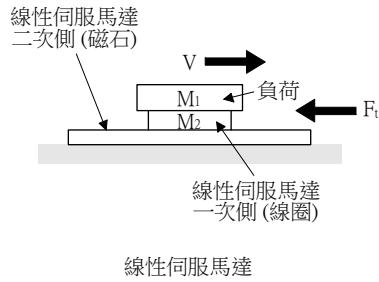 線性伺服馬達
二次側 (磁石)
V
M1
負荷
Ft
M2
線性伺服馬達
一次側 (線圈)
線性伺服馬達